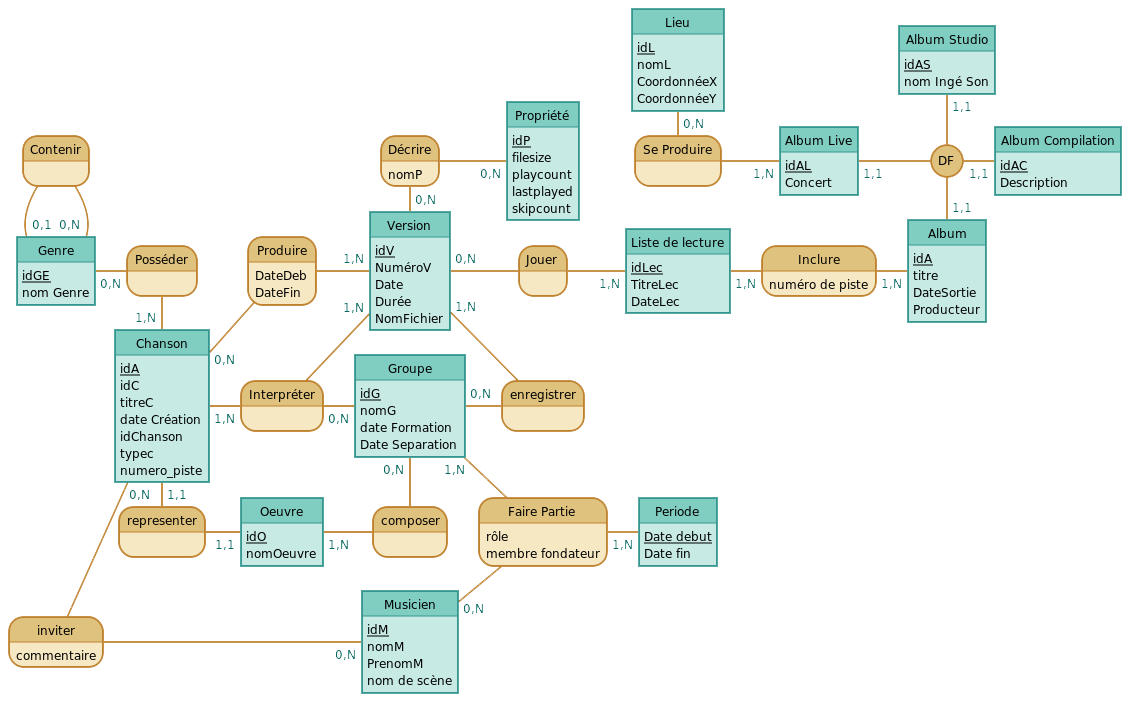 Lieu
idL
nomL
CoordonnéeX
CoordonnéeY
0,N
Album Studio
idAS
nom Ingé Son
1,1
Propriété
idP
filesize
playcount
lastplayed
skipcount
Décrire
nomP
0,N
0,N
Contenir
0,1
0,N
Se Produire
1,N
Album Live
idAL
Concert
1,1
DF
1,1
Album Compilation
idAC
Description
1,1
Genre
idGE
nom Genre
0,N
Posséder
1,N
Produire
DateDeb
DateFin
1,N
0,N
Version
idV
NuméroV
Date
Durée
NomFichier
0,N
1,N
1,N
Jouer
1,N
Liste de lecture
idLec
TitreLec
DateLec
1,N
Inclure
numéro de piste
1,N
Album
idA
titre
DateSortie
Producteur
Chanson
idA
idC
titreC
date Création
idChanson
typec
numero_piste
1,N
Interpréter
0,N
Groupe
idG
nomG
date Formation
Date Separation
0,N
enregistrer
0,N
1,N
0,N
1,1
representer
1,1
Oeuvre
idO
nomOeuvre
1,N
composer
Faire Partie
rôle
membre fondateur
1,N
Periode
Date debut
Date fin
0,N
Musicien
idM
nomM
PrenomM
nom de scène
0,N
inviter
commentaire